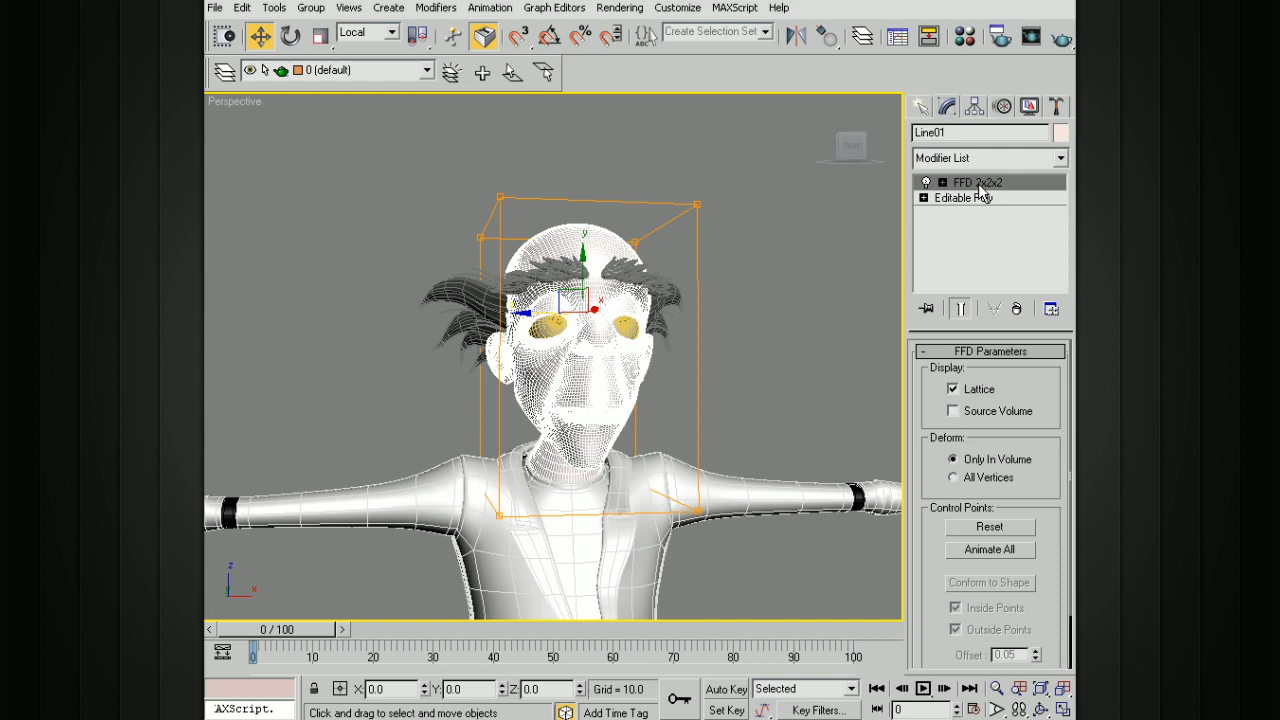 File Edit Tools Group Views Create Modifiers Animation Graph Editors Rendering Customize MAXScript Help
Local
Create Selection Set
0 (default)
Perspective
FRONT
Line01
Modifier List
FFD 2x2x2
Editable Poly
FFD Parameters
Display:
Lattice
Source Volume
Deform:
Only In Volume
All Vertices
Control Points:
Reset
Animate All
Conform to Shape
Inside Points
Outside Points
Offset : 0.05
y
x
z
x
0 / 100
0 10 20 30 40 50 60 70 80 90 100
X: 0.0 Y: 0.0 Z: 0.0 Grid = 10.0 Auto Key Selected
AXScript. Click and drag to select and move objects Add Time Tag Set Key Key Filters... 0